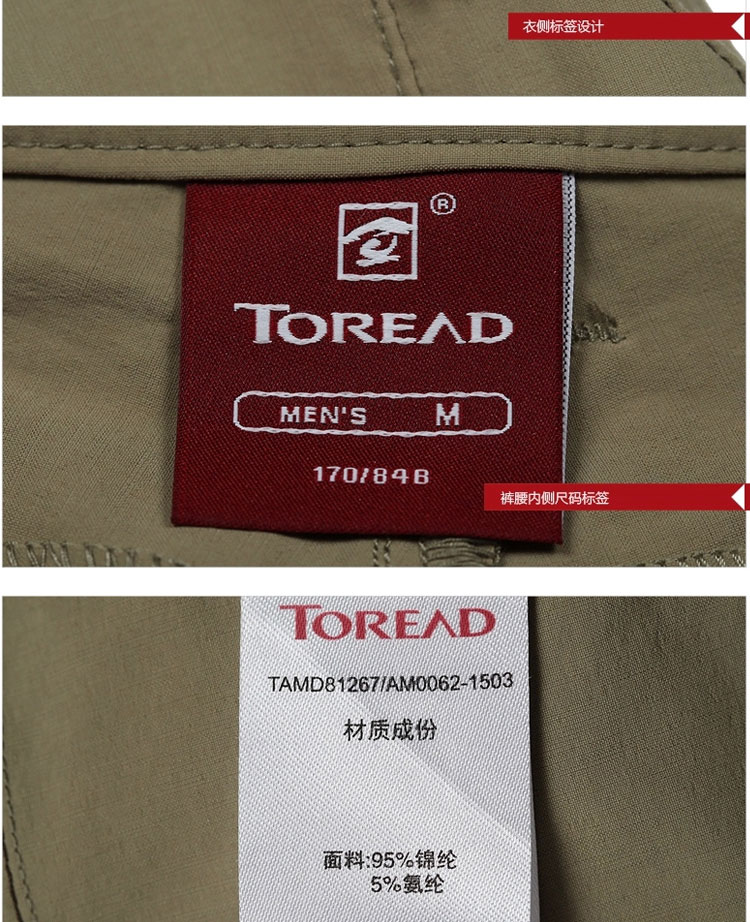 衣侧标签设计
®
TOREAD
MEN'S M
170/84B
裤腰内侧尺码标签
TOREAD
TAMD81267/AM0062-1503
材质成份
面料:95%锦纶
5%氨纶